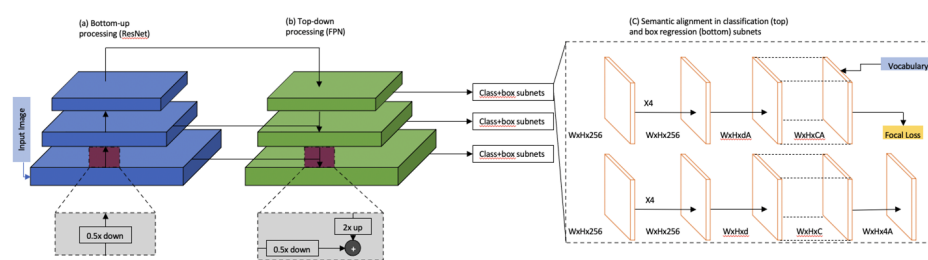 (a) Bottom-up
processing (ResNet)
(b) Top-down
processing (FPN)
(C) Semantic alignment in classification (top)
and box regression (bottom) subnets
Input Image
Class+box subnets
Class+box subnets
Class+box subnets
0.5x down
2x up
0.5x down
+
X4
WxHx256
WxHx256
WxHxdA
WxHxCA
Vocabulary
Focal Loss
X4
WxHx256
WxHx256
WxHxd
WxHxC
WxHx4A